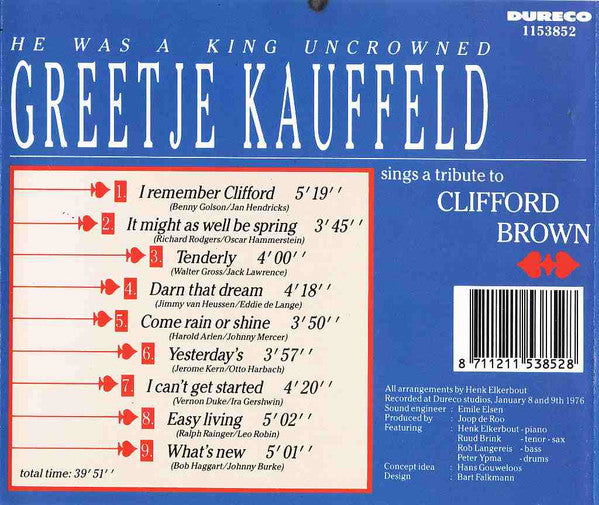 DURECO
1153852
HE WAS A KING UNCROWNED
GREETJE KAUFFELD
sings a tribute to
CLIFFORD
BROWN
1. I remember Clifford 5'19''
(Benny Golson/Jan Hendricks)
2. It might as well be spring 3'45''
(Richard Rodgers/Oscar Hammerstein)
3. Tenderly 4'00''
(Walter Gross/Jack Lawrence)
4. Darn that dream 4'18''
(Jimmy van Heussen/Eddie de Lange)
5. Come rain or shine 3'50''
(Harold Arlen/Johnny Mercer)
6. Yesterday's 3'57''
(Jerome Kern/Otto Harbach)
7. I can't get started 4'20''
(Vernon Duke/Ira Gershwin)
8. Easy living 5'02''
(Ralph Rainger/Leo Robin)
9. What's new 5'01''
(Bob Haggart/Johnny Burke)
total time: 39'51''
8 711211 538528
All arrangements by Henk Elkerbout
Recorded at Dureco studios, January 8 and 9th 1976
Sound engineer : Emile Elsen
Produced by : Joop de Roo
Featuring : Henk Elkerbout - piano
Ruud Brink - tenor-sax
Rob Langereis - bass
Peter Ypma - drums
Concept idea : Hans Gouweloos
Design : Bart Falkmann